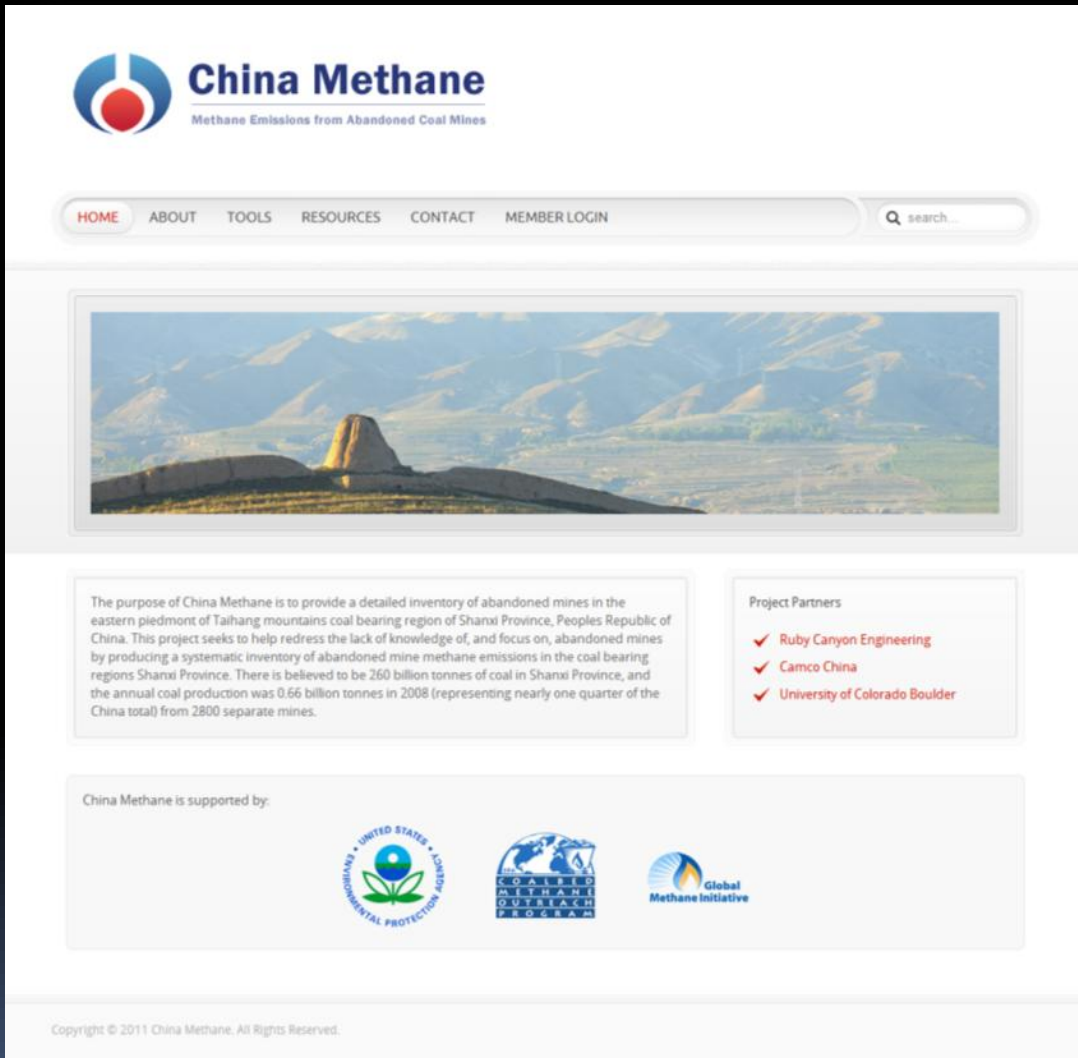 China Methane
Methane Emissions from Abandoned Coal Mines
HOME ABOUT TOOLS RESOURCES CONTACT MEMBER LOGIN search...
The purpose of China Methane is to provide a detailed inventory of abandoned mines in the
eastern piedmont of Taihang mountains coal bearing region of Shanxi Province, Peoples Republic of
China. This project seeks to help redress the lack of knowledge of, and focus on, abandoned mines
by producing a systematic inventory of abandoned mine methane emissions in the coal bearing
regions Shanxi Province. There is believed to be 260 billion tonnes of coal in Shanxi Province, and
the annual coal production was 0.66 billion tonnes in 2008 (representing nearly one quarter of the
China total) from 2800 separate mines.
Project Partners
Ruby Canyon Engineering
Camco China
University of Colorado Boulder
China Methane is supported by:
UNITED STATES • ENVIRONMENTAL PROTECTION AGENCY •
COALBED
METHANE
OUTREACH
PROGRAM
Global
Methane Initiative
Copyright © 2011 China Methane. All Rights Reserved.